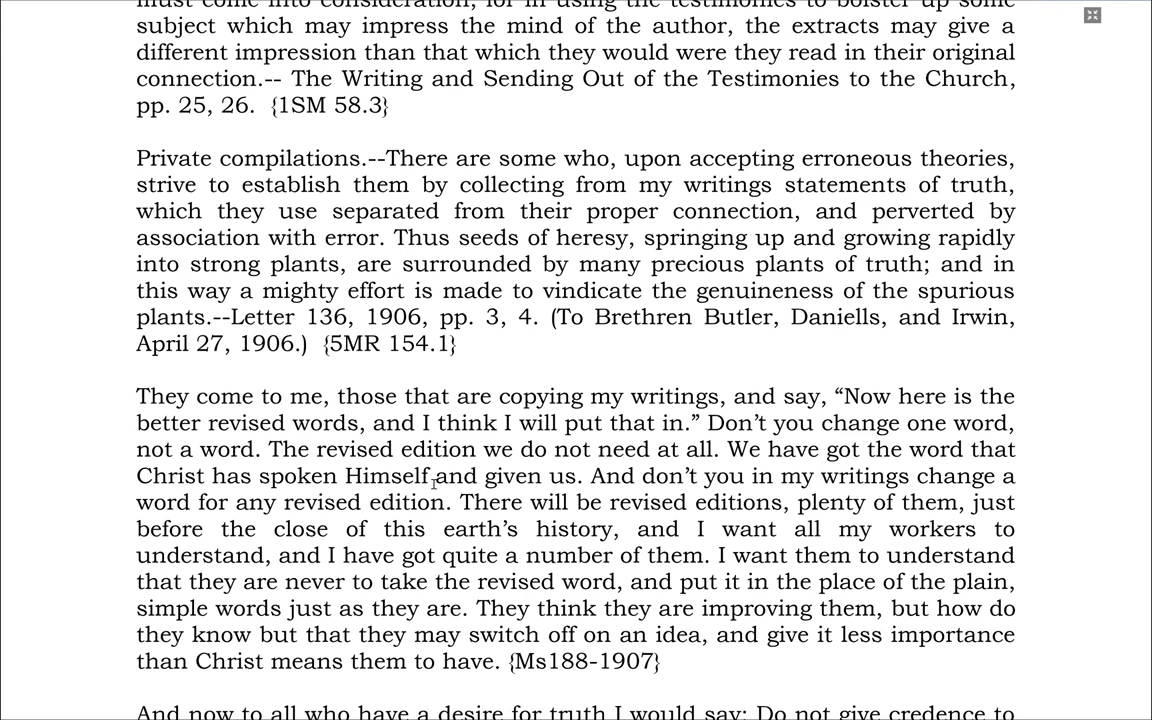 must come into consideration; for in using the testimonies to bolster up some
subject which may impress the mind of the author, the extracts may give a
different impression than that which they would were they read in their original
connection.-- The Writing and Sending Out of the Testimonies to the Church,
pp. 25, 26.  {1SM 58.3}
Private compilations.--There are some who, upon accepting erroneous theories,
strive to establish them by collecting from my writings statements of truth,
which they use separated from their proper connection, and perverted by
association with error. Thus seeds of heresy, springing up and growing rapidly
into strong plants, are surrounded by many precious plants of truth; and in
this way a mighty effort is made to vindicate the genuineness of the spurious
plants.--Letter 136, 1906, pp. 3, 4. (To Brethren Butler, Daniells, and Irwin,
April 27, 1906.)  {5MR 154.1}
They come to me, those that are copying my writings, and say, “Now here is the
better revised words, and I think I will put that in.” Don’t you change one word,
not a word. The revised edition we do not need at all. We have got the word that
Christ has spoken Himself and given us. And don’t you in my writings change a
word for any revised edition. There will be revised editions, plenty of them, just
before the close of this earth’s history, and I want all my workers to
understand, and I have got quite a number of them. I want them to understand
that they are never to take the revised word, and put it in the place of the plain,
simple words just as they are. They think they are improving them, but how do
they know but that they may switch off on an idea, and give it less importance
than Christ means them to have. {Ms188-1907}
And now to all who have a desire for truth I would say: Do not give credence to